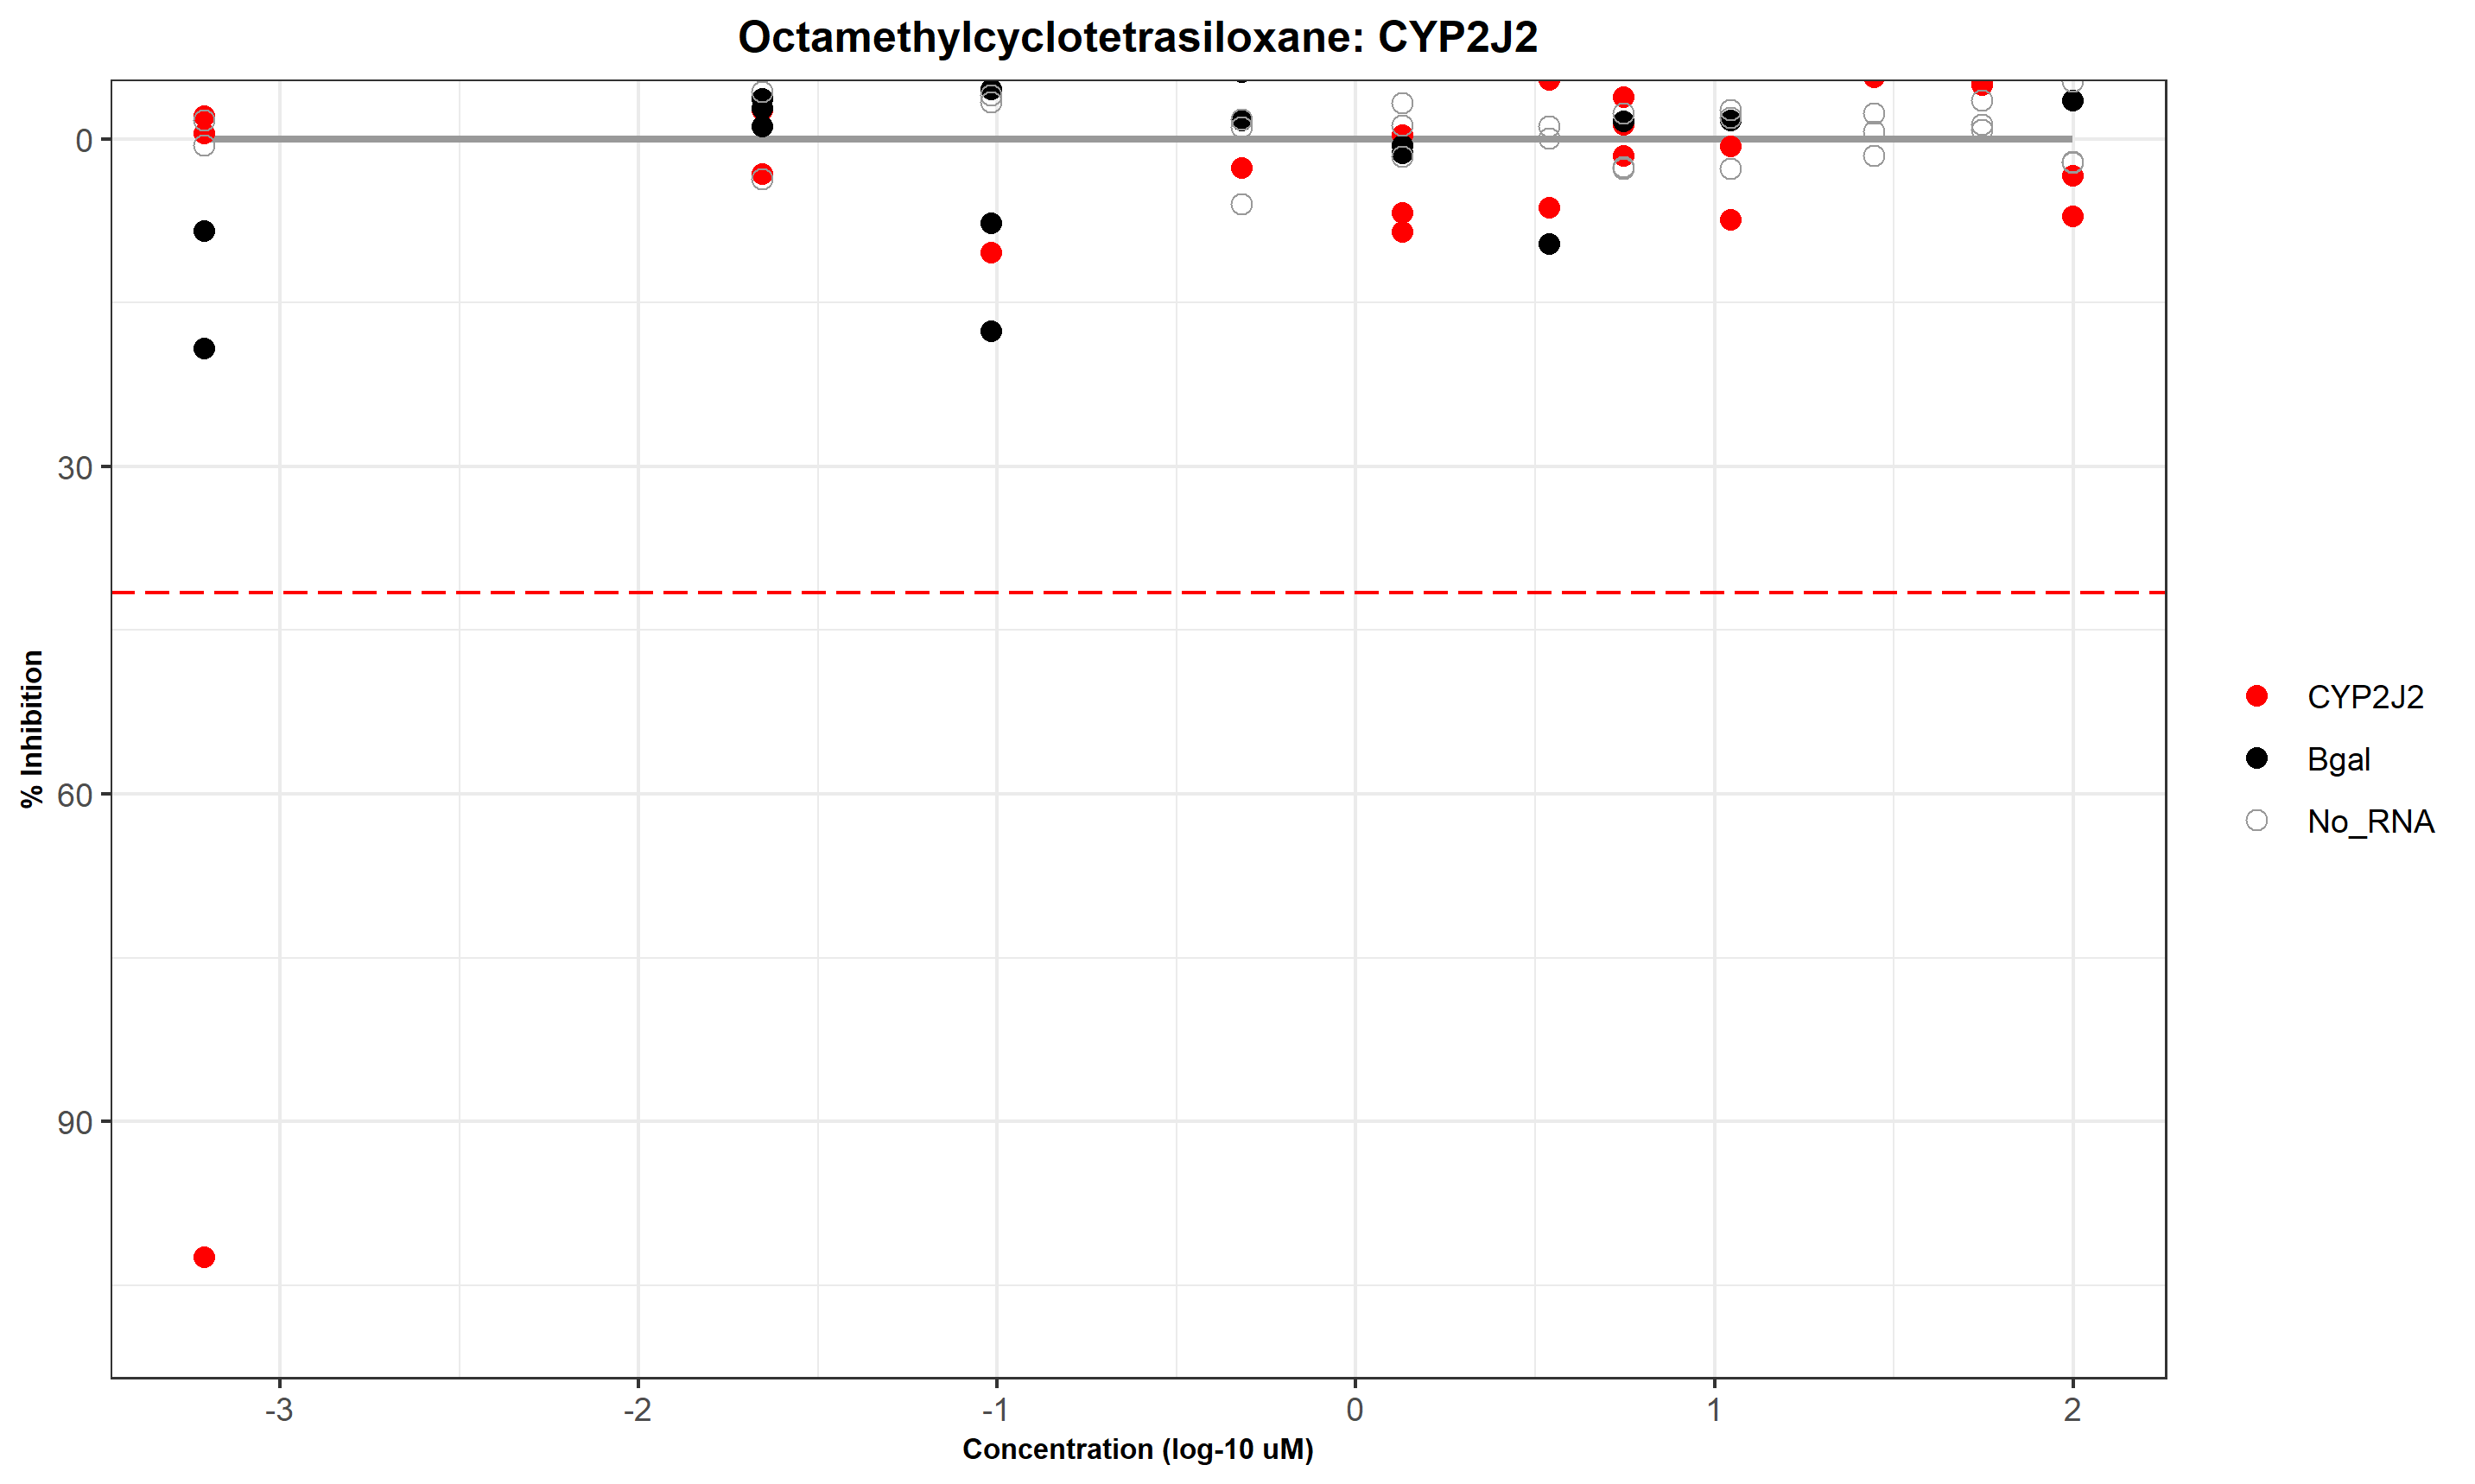 Octamethylcyclotetrasiloxane: CYP2J2
% Inhibition
0
30
60
90
-3
-2
-1
0
1
2
Concentration (log-10 uM)
CYP2J2
Bgal
No_RNA